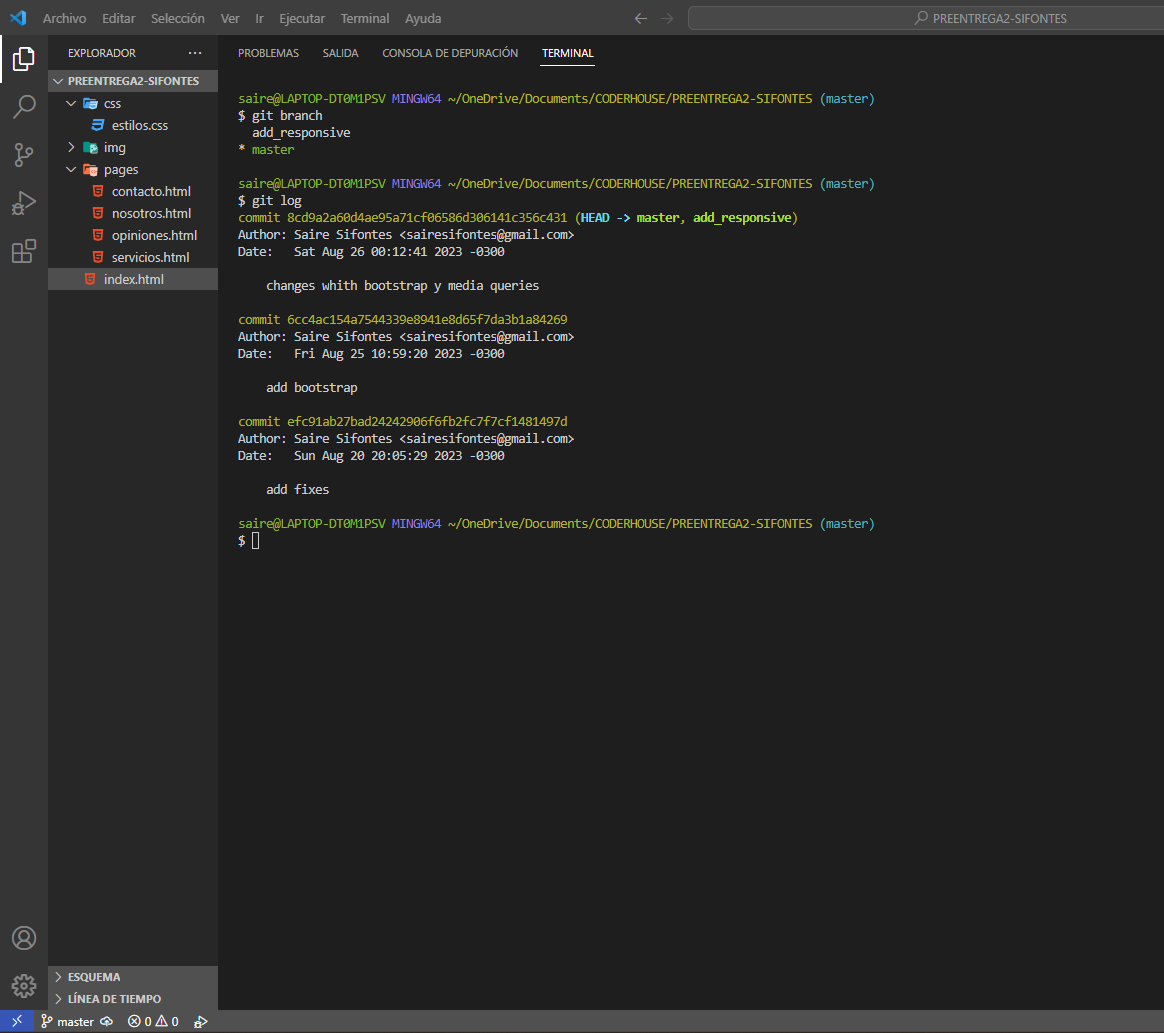 Archivo Editar Selección Ver Ir Ejecutar Terminal Ayuda
PREENTREGA2-SIFONTES
EXPLORADOR
PREENTREGA2-SIFONTES
css
estilos.css
img
pages
contacto.html
nosotros.html
opiniones.html
servicios.html
index.html
ESQUEMA
LÍNEA DE TIEMPO
PROBLEMAS SALIDA CONSOLA DE DEPURACIÓN TERMINAL
saire@LAPTOP-DT0M1PSV MINGW64 ~/OneDrive/Documents/CODERHOUSE/PREENTREGA2-SIFONTES (master)
$ git branch
add_responsive
* master
saire@LAPTOP-DT0M1PSV MINGW64 ~/OneDrive/Documents/CODERHOUSE/PREENTREGA2-SIFONTES (master)
$ git log
commit 8cd9a2a60d4ae95a71cf06586d306141c356c431 (HEAD -> master, add_responsive)
Author: Saire Sifontes <sairesifontes@gmail.com>
Date:   Sat Aug 26 00:12:41 2023 -0300
changes whith bootstrap y media queries
commit 6cc4ac154a7544339e8941e8d65f7da3b1a84269
Author: Saire Sifontes <sairesifontes@gmail.com>
Date:   Fri Aug 25 10:59:20 2023 -0300
add bootstrap
commit efc91ab27bad24242906f6fb2fc7f7cf1481497d
Author: Saire Sifontes <sairesifontes@gmail.com>
Date:   Sun Aug 20 20:05:29 2023 -0300
add fixes
saire@LAPTOP-DT0M1PSV MINGW64 ~/OneDrive/Documents/CODERHOUSE/PREENTREGA2-SIFONTES (master)
$
master 0 0